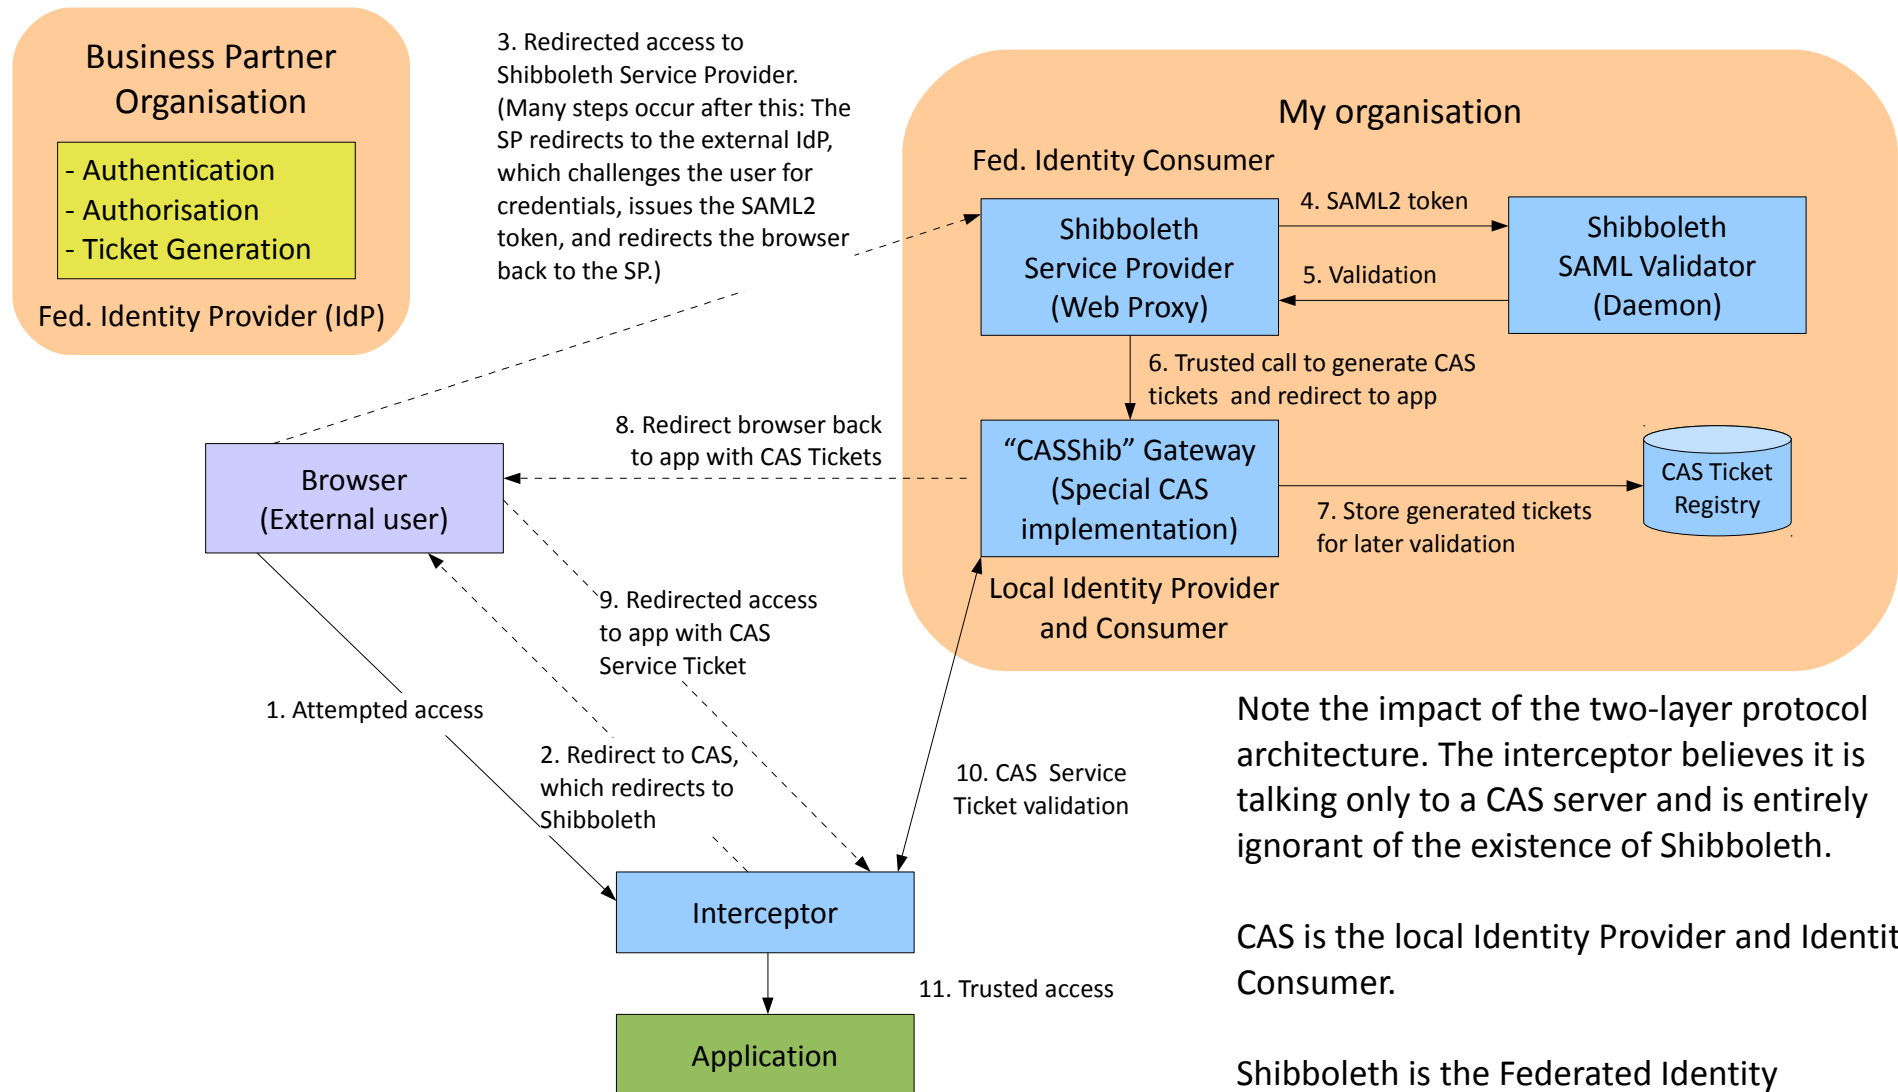 Business Partner
Organisation
- Authentication
- Authorisation
- Ticket Generation
Fed. Identity Provider (IdP)
3. Redirected access to
Shibboleth Service Provider.
(Many steps occur after this: The
SP redirects to the external IdP,
which challenges the user for
credentials, issues the SAML2
token, and redirects the browser
back to the SP.)
My organisation
Fed. Identity Consumer
Shibboleth
Service Provider
(Web Proxy)
4. SAML2 token
5. Validation
Shibboleth
SAML Validator
(Daemon)
6. Trusted call to generate CAS
tickets and redirect to app
8. Redirect browser back
to app with CAS Tickets
Browser
(External user)
“CASShib” Gateway
(Special CAS
implementation)
CAS Ticket
Registry
7. Store generated tickets
for later validation
Local Identity Provider
and Consumer
9. Redirected access
to app with CAS
Service Ticket
1. Attempted access
2. Redirect to CAS,
which redirects to
Shibboleth
10. CAS Service
Ticket validation
Interceptor
11. Trusted access
Application
Note the impact of the two-layer protocol
architecture. The interceptor believes it is
talking only to a CAS server and is entirely
ignorant of the existence of Shibboleth.
CAS is the local Identity Provider and Identit
Consumer.
Shibboleth is the Federated Identity